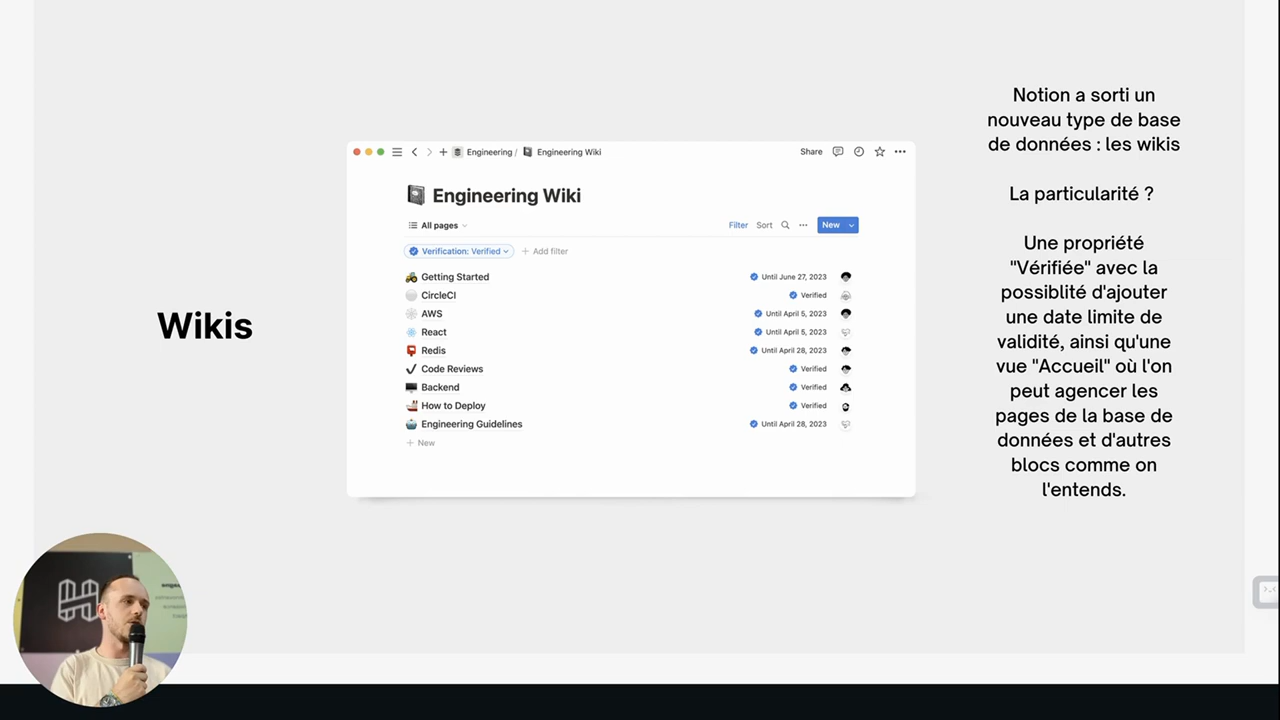 Wikis
Engineering / Engineering Wiki
Share
Engineering Wiki
All pages
Filter Sort New
Verification: Verified Add filter
Getting Started Until June 27, 2023
CircleCI Verified
AWS Until April 5, 2023
React Until April 5, 2023
Redis Until April 28, 2023
Code Reviews Verified
Backend Verified
How to Deploy Verified
Engineering Guidelines Until April 28, 2023
New
Notion a sorti un
nouveau type de base
de données : les wikis
La particularité ?
Une propriété
"Vérifiée" avec la
possiblité d'ajouter
une date limite de
validité, ainsi qu'une
vue "Accueil" où l'on
peut agencer les
pages de la base de
données et d'autres
blocs comme on
l'entends.